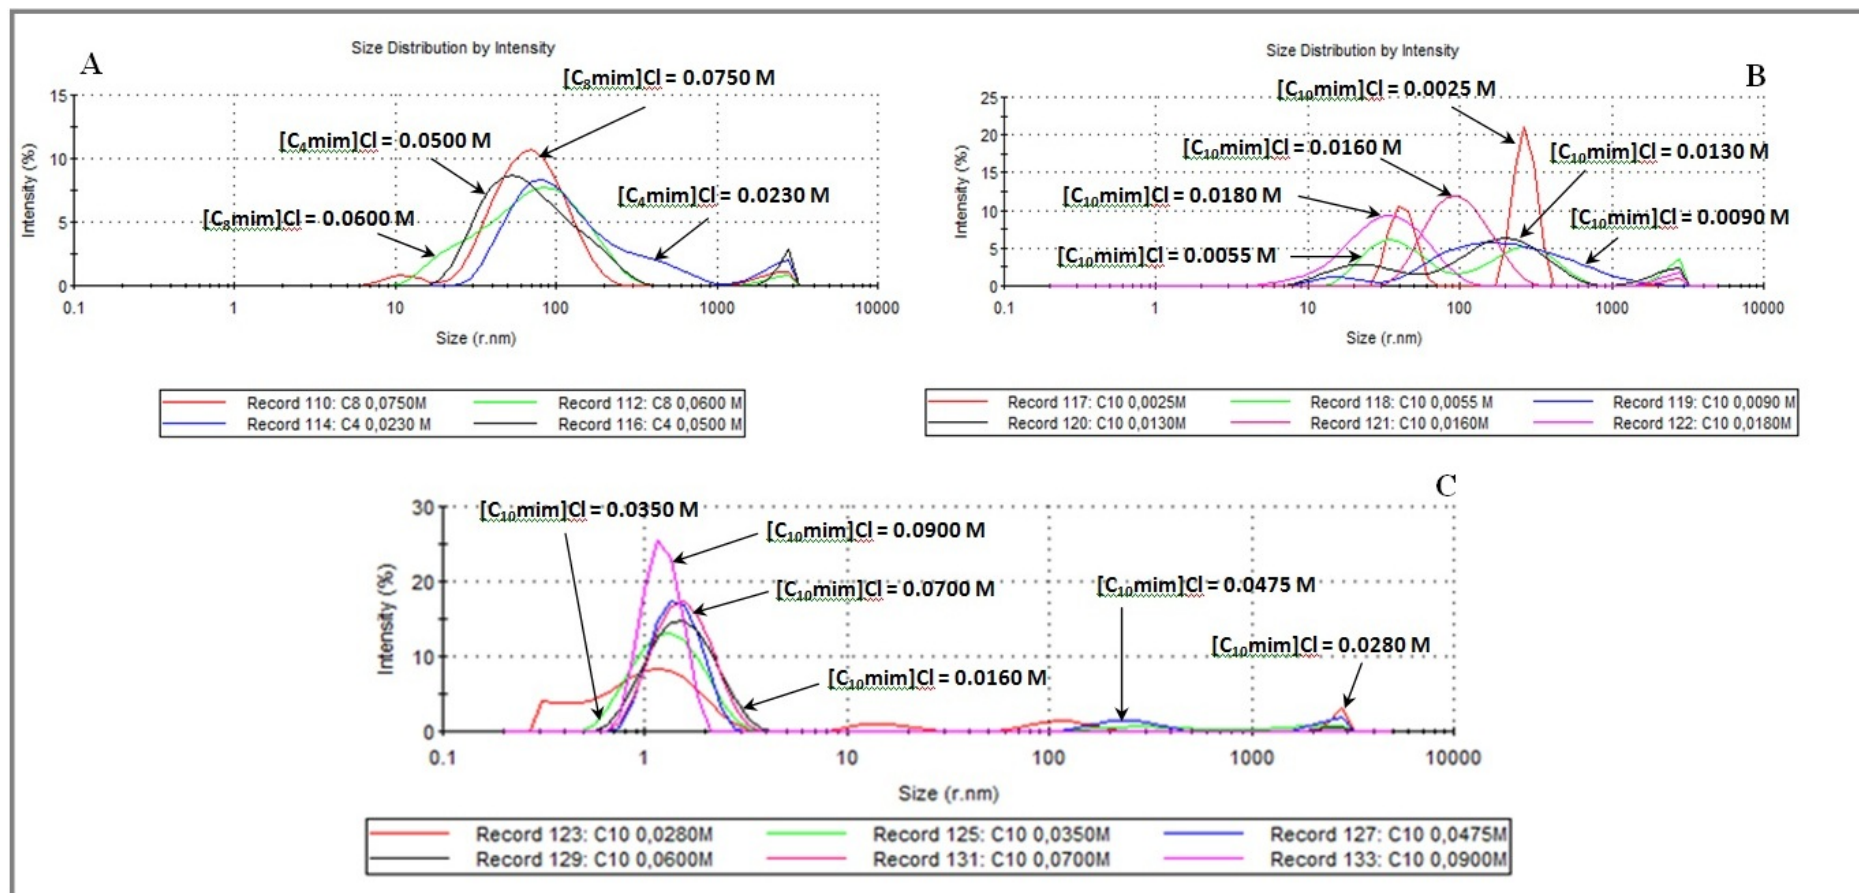 A
Size Distribution by Intensity
[C₈mim]Cl = 0.0750 M
[C₄mim]Cl = 0.0500 M
[C₄mim]Cl = 0.0230 M
[C₈mim]Cl = 0.0600 M
Intensity (%)
15
10
5
0
0.1 1 10 100 1000 10000
Size (r.nm)
Record 110: C8 0,0750M Record 112: C8 0,0600 M
Record 114: C4 0,0230 M Record 116: C4 0,0500 M
B
Size Distribution by Intensity
[C₁₀mim]Cl = 0.0025 M
[C₁₀mim]Cl = 0.0160 M
[C₁₀mim]Cl = 0.0130 M
[C₁₀mim]Cl = 0.0180 M
[C₁₀mim]Cl = 0.0090 M
[C₁₀mim]Cl = 0.0055 M
Intensity (%)
25
20
15
10
5
0
0.1 1 10 100 1000 10000
Size (r.nm)
Record 117: C10 0,0025M Record 118: C10 0,0055 M Record 119: C10 0,0090 M
Record 120: C10 0,0130M Record 121: C10 0,0160M Record 122: C10 0,0180M
C
[C₁₀mim]Cl = 0.0350 M
[C₁₀mim]Cl = 0.0900 M
[C₁₀mim]Cl = 0.0700 M
[C₁₀mim]Cl = 0.0475 M
[C₁₀mim]Cl = 0.0280 M
[C₁₀mim]Cl = 0.0160 M
Intensity (%)
30
20
10
0
0.1 1 10 100 1000 10000
Size (r.nm)
Record 123: C10 0,0280M Record 125: C10 0,0350M Record 127: C10 0,0475M
Record 129: C10 0,0600M Record 131: C10 0,0700M Record 133: C10 0,0900M